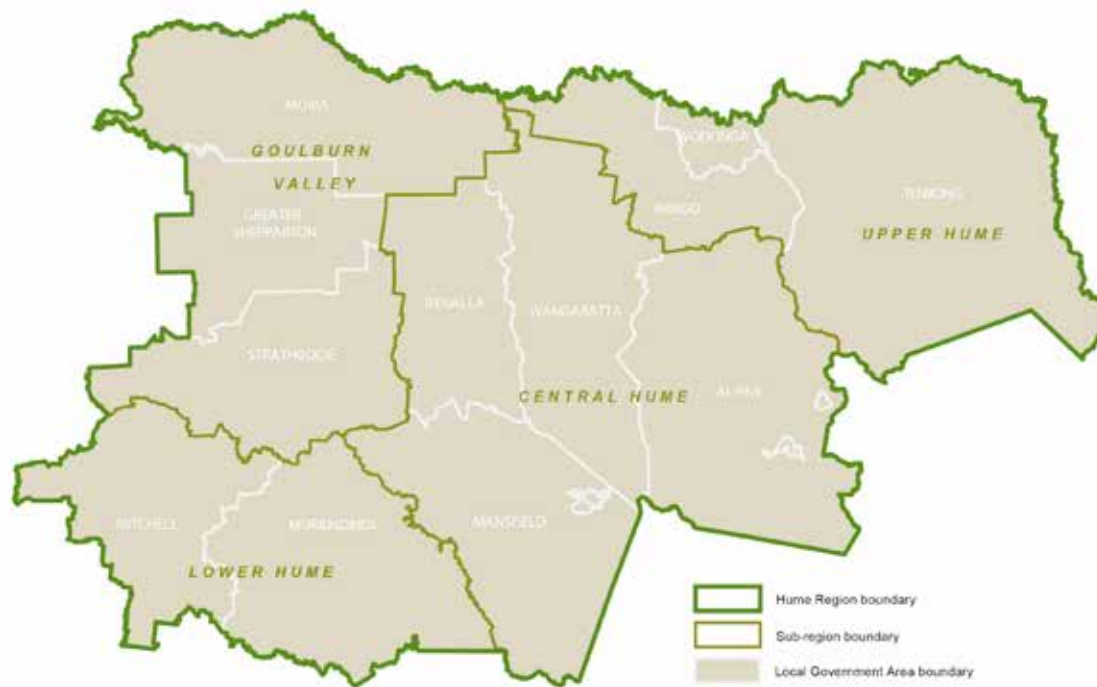 MOIRA
WODONGA
GOULBURN
VALLEY
INDIGO
TOWONG
GREATER
SHEPPARTON
UPPER HUME
BENALLA
WANGARATTA
STRATHBOGIE
CENTRAL HUME
ALPINE
MITCHELL
MURRINDINDI
MANSFIELD
LOWER HUME
Hume Region boundary
Sub-region boundary
Local Government Area boundary